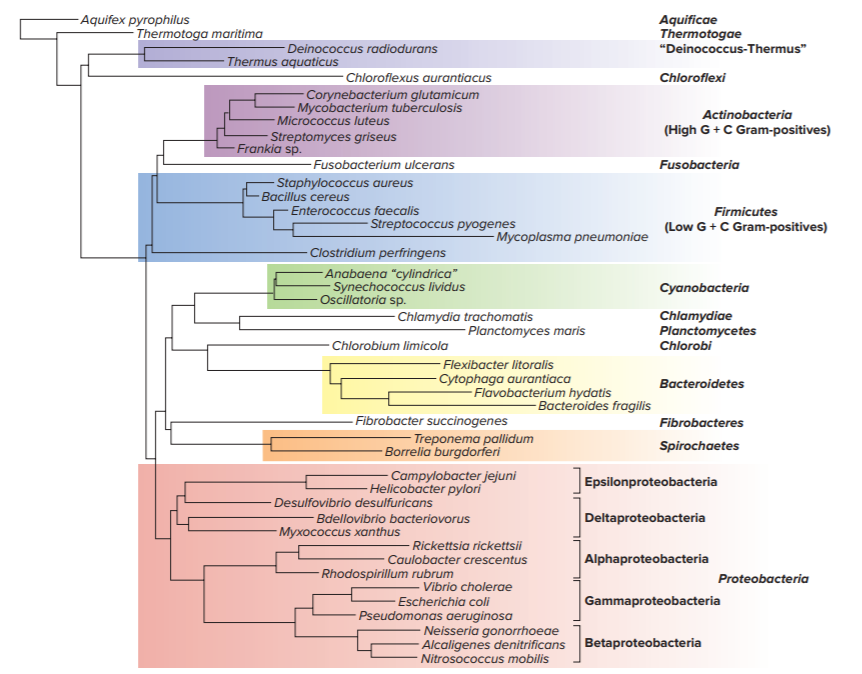 Aquifex pyrophilus Aquificae
Thermotoga maritima Thermotogae
Deinococcus radiodurans "Deinococcus-Thermus"
Thermus aquaticus
Chloroflexus aurantiacus Chloroflexi
Corynebacterium glutamicum
Mycobacterium tuberculosis
Actinobacteria
Micrococcus luteus
(High G + C Gram-positives)
Streptomyces griseus
Frankia sp.
Fusobacterium ulcerans Fusobacteria
Staphylococcus aureus
Bacillus cereus
Enterococcus faecalis Firmicutes
Streptococcus pyogenes (Low G + C Gram-positives)
Mycoplasma pneumoniae
Clostridium perfringens
Anabaena "cylindrica"
Synechococcus lividus Cyanobacteria
Oscillatoria sp.
Chlamydia trachomatis Chlamydiae
Planctomyces maris Planctomycetes
Chlorobium limicola Chlorobi
Flexibacter litoralis
Cytophaga aurantiaca Bacteroidetes
Flavobacterium hydatis
Bacteroides fragilis
Fibrobacter succinogenes Fibrobacteres
Treponema pallidum Spirochaetes
Borrelia burgdorferi
Campylobacter jejuni Epsilonproteobacteria
Helicobacter pylori
Desulfovibrio desulfuricans
Bdellovibrio bacteriovorus Deltaproteobacteria
Myxococcus xanthus
Rickettsia rickettsii
Caulobacter crescentus Alphaproteobacteria
Rhodospirillum rubrum Proteobacteria
Vibrio cholerae
Escherichia coli Gammaproteobacteria
Pseudomonas aeruginosa
Neisseria gonorrhoeae
Alcaligenes denitrificans Betaproteobacteria
Nitrosococcus mobilis